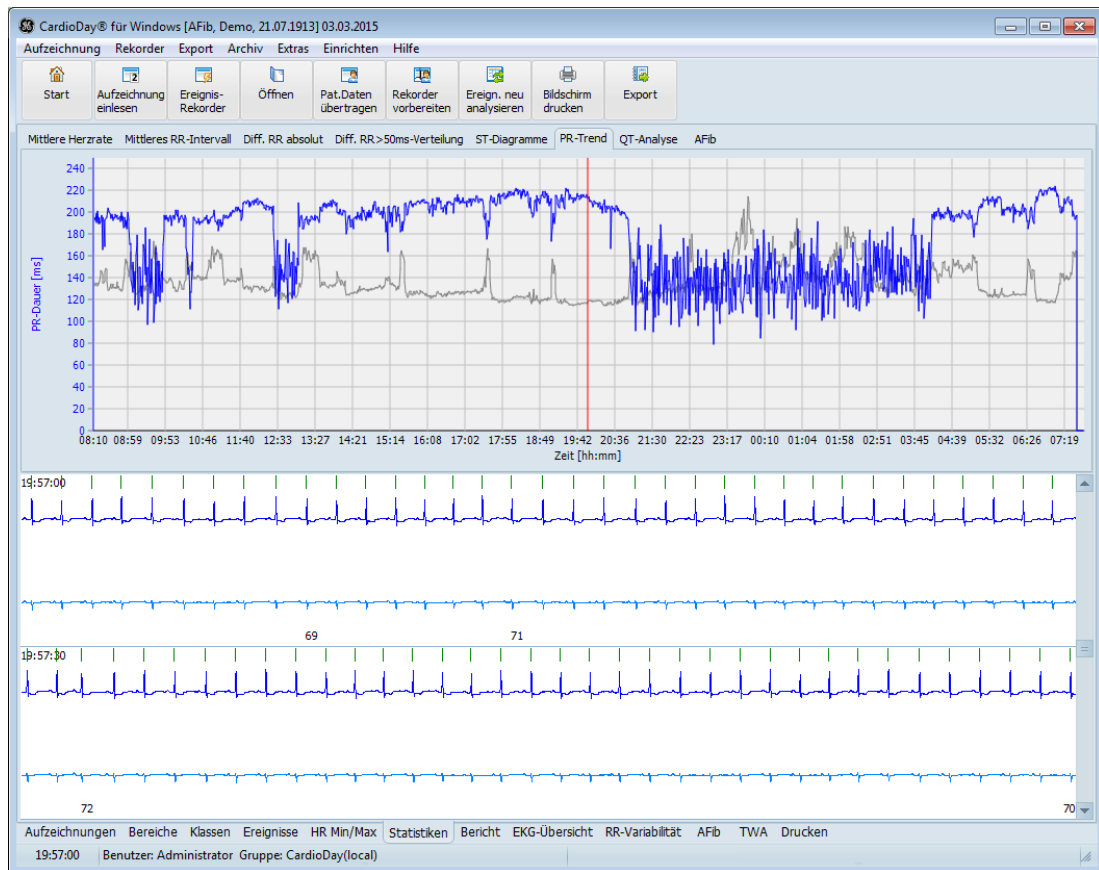 CardioDay® für Windows [AFib, Demo, 21.07.1913] 03.03.2015
Aufzeichnung Rekorder Export Archiv Extras Einrichten Hilfe
Start Aufzeichnung einlesen Ereignis-Rekorder Öffnen Pat.Daten übertragen Rekorder vorbereiten Ereign. neu analysieren Bildschirm drucken Export
Mittlere Herzrate Mittleres RR-Intervall Diff. RR absolut Diff. RR>50ms-Verteilung ST-Diagramme PR-Trend QT-Analyse AFib
240
220
200
180
160
140
120
100
80
60
40
20
0
PR-Dauer [ms]
08:10 08:59 09:53 10:46 11:40 12:33 13:27 14:21 15:14 16:08 17:02 17:55 18:49 19:42 20:36 21:30 22:23 23:17 00:10 01:04 01:58 02:51 03:45 04:39 05:32 06:26 07:19
Zeit [hh:mm]
19:57:00
69 71
19:57:30
72 70
Aufzeichnungen Bereiche Klassen Ereignisse HR Min/Max Statistiken Bericht EKG-Übersicht RR-Variabilität AFib TWA Drucken
19:57:00 Benutzer: Administrator Gruppe: CardioDay(local)